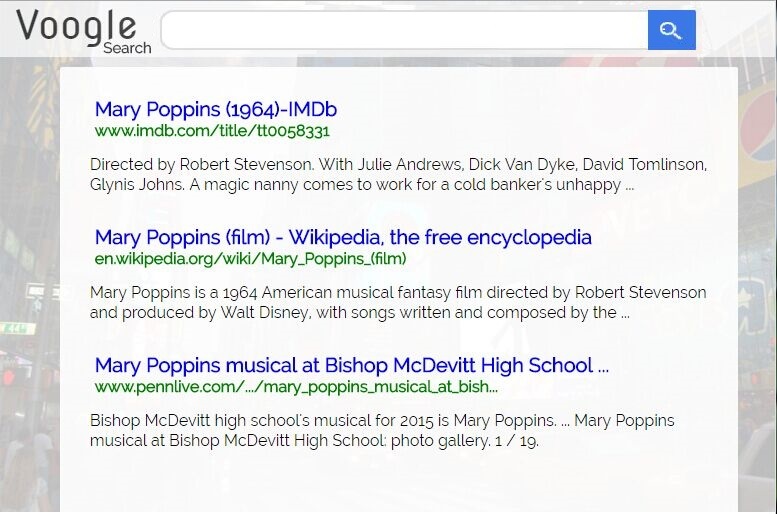 Voogle
Search
Mary Poppins (1964)-IMDb
www.imdb.com/title/tt0058331
Directed by Robert Stevenson. With Julie Andrews, Dick Van Dyke, David Tomlinson,
Glynis Johns. A magic nanny comes to work for a cold banker's unhappy ...
Mary Poppins (film) - Wikipedia, the free encyclopedia
en.wikipedia.org/wiki/Mary_Poppins_(film)
Mary Poppins is a 1964 American musical fantasy film directed by Robert Stevenson
and produced by Walt Disney, with songs written and composed by the ...
Mary Poppins musical at Bishop McDevitt High School ...
www.pennlive.com/.../mary_poppins_musical_at_bish...
Bishop McDevitt high school's musical for 2015 is Mary Poppins. ... Mary Poppins
musical at Bishop McDevitt High School: photo gallery. 1 / 19.